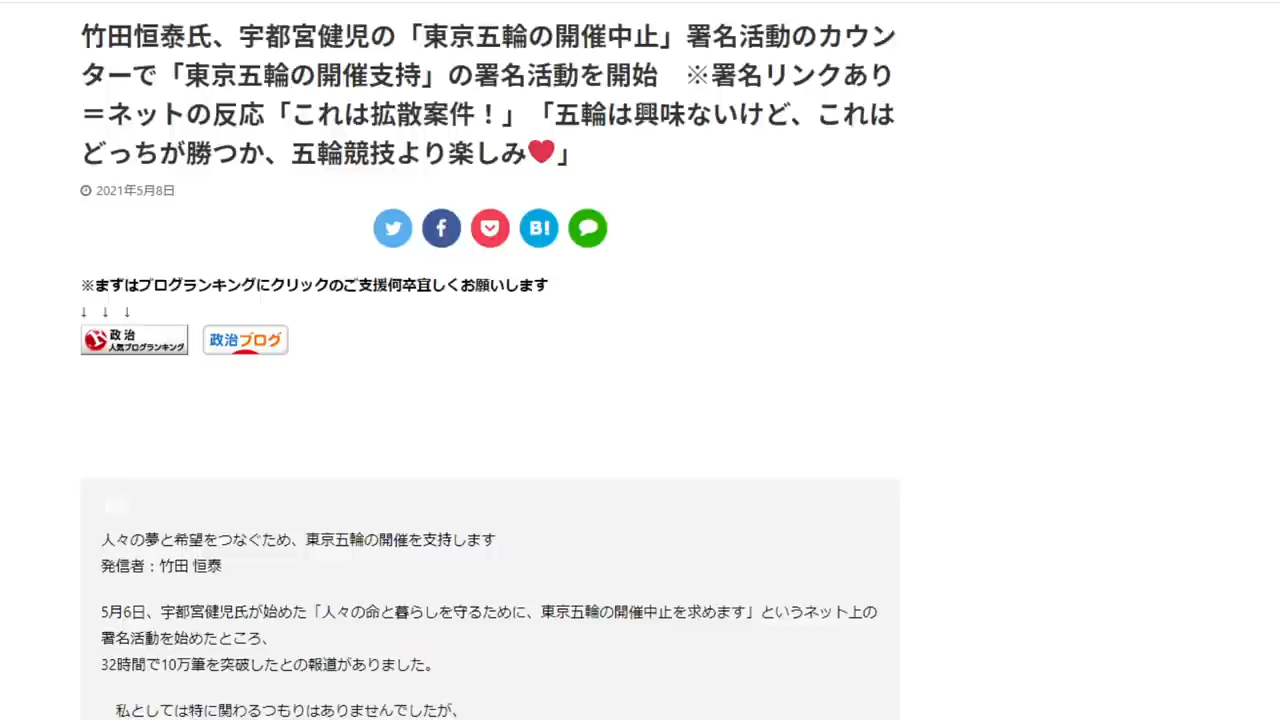 竹田恒泰氏、宇都宮健児の「東京五輪の開催中止」署名活動のカウン
ターで「東京五輪の開催支持」の署名活動を開始　※署名リンクあり
＝ネットの反応「これは拡散案件！」「五輪は興味ないけど、これは
どっちが勝つか、五輪競技より楽しみ❤」
2021年5月8日
B!
※まずはブログランキングにクリックのご支援何卒宜しくお願いします
↓ ↓ ↓
政治
人気ブログランキング
政治ブログ
人々の夢と希望をつなぐため、東京五輪の開催を支持します
発信者：竹田 恒泰
5月6日、宇都宮健児氏が始めた「人々の命と暮らしを守るために、東京五輪の開催中止を求めます」というネット上の
署名活動を始めたところ、
32時間で10万筆を突破したとの報道がありました。
私としては特に関わるつもりはありませんでしたが、